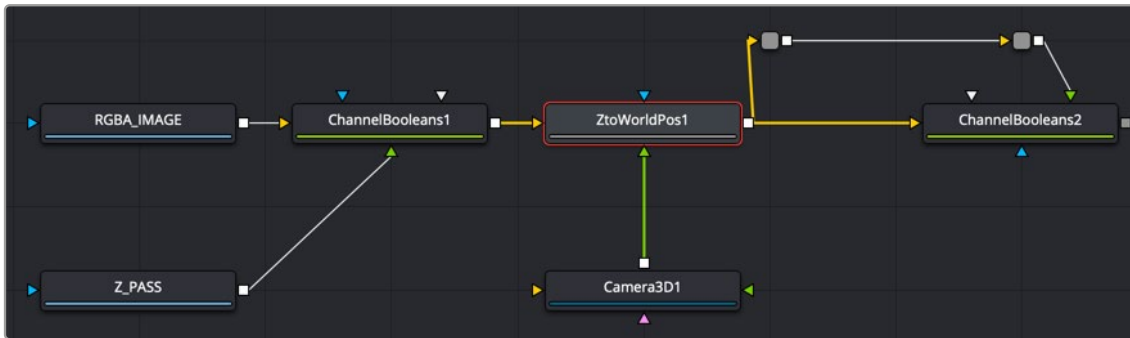 RGBA_IMAGE
ChannelBooleans1
ZtoWorldPos1
ChannelBooleans2
Z_PASS
Camera3D1